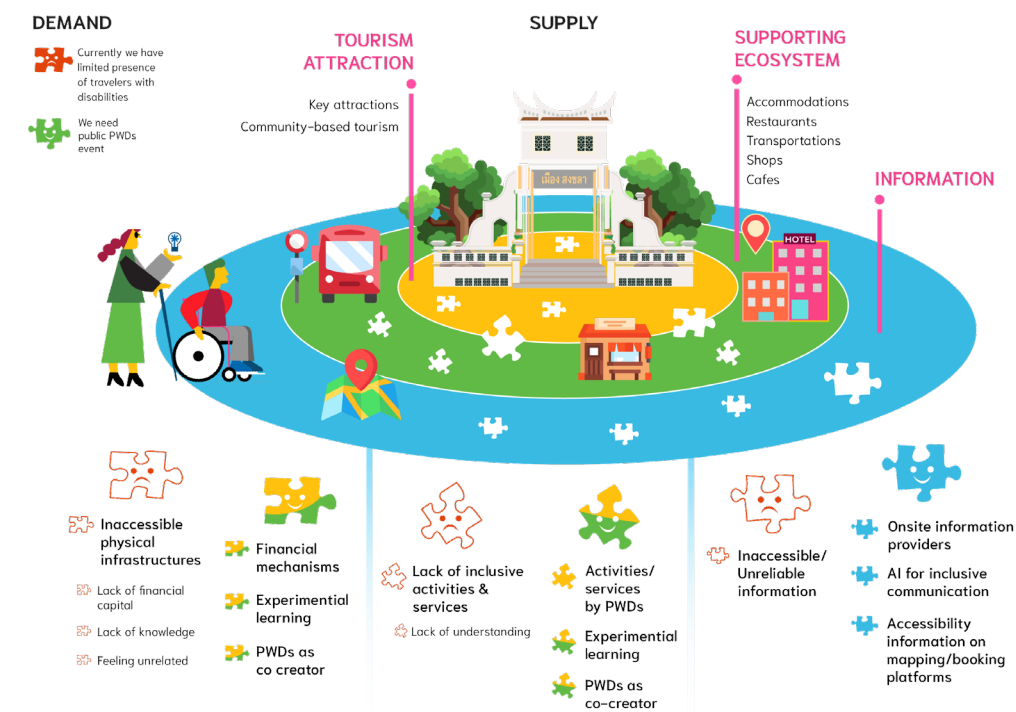 DEMAND
Currently we have
limited presence
of travelers with
disabilities
We need
public PWDs
event
SUPPLY
TOURISM
ATTRACTION
Key attractions
Community-based tourism
SUPPORTING
ECOSYSTEM
Accommodations
Restaurants
Transportations
Shops
Cafes
INFORMATION
เมือง สงขลา
HOTEL
Inaccessible
physical
infrastructures
Lack of financial
capital
Lack of knowledge
Feeling unrelated
Financial
mechanisms
Experimential
learning
PWDs as
co creator
Lack of inclusive
activities &
services
Lack of understanding
Activities/
services
by PWDs
Experimential
learning
PWDs as
co-creator
Inaccessible/
Unreliable
information
Onsite information
providers
AI for inclusive
communication
Accessibility
information on
mapping/booking
platforms